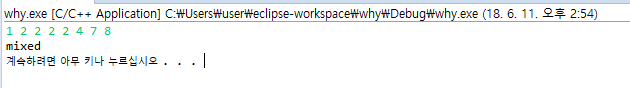 why.exe [C/C++ Application] C:₩Users₩user₩eclipse-workspace₩why₩Debug₩why.exe (18. 6. 11. 오후 2:54)
1 2 2 2 2 4 7 8
mixed
계속하려면 아무 키나 누르십시오 . . .